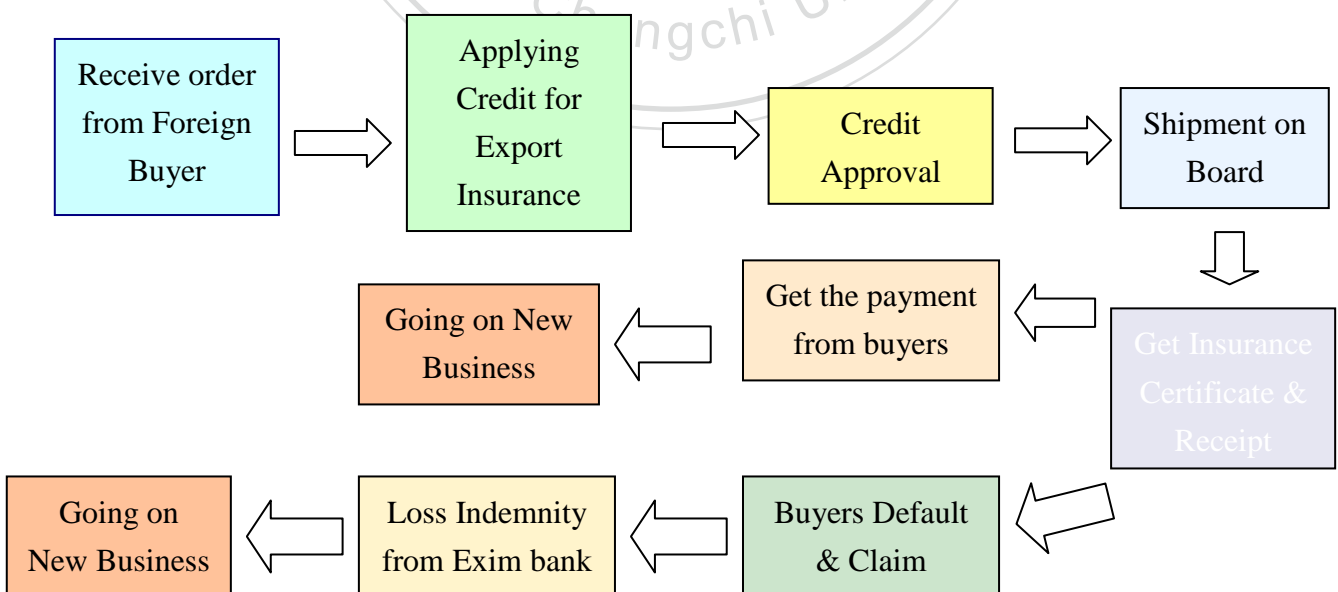 Receive order
from Foreign
Buyer
Applying
Credit for
Export
Insurance
Credit
Approval
Shipment on
Board
Get Insurance
Certificate &
Receipt
Get the payment
from buyers
Going on New
Business
Buyers Default
& Claim
Loss Indemnity
from Exim bank
Going on
New Business